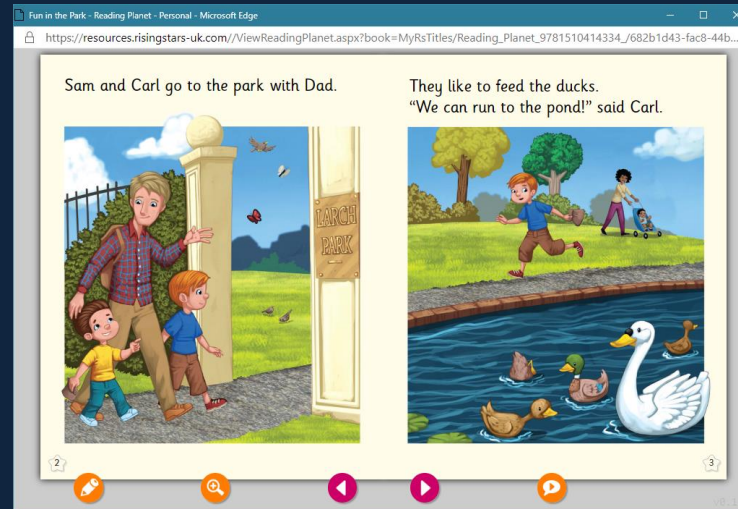 Fun in the Park - Reading Planet - Personal - Microsoft Edge
https://resources.risingstars-uk.com//ViewReadingPlanet.aspx?book=MyRsTitles/Reading_Planet_9781510414334_/682b1d43-fac8-44b...
Sam and Carl go to the park with Dad.
LARCH
PARK
2
They like to feed the ducks.
“We can run to the pond!” said Carl.
3